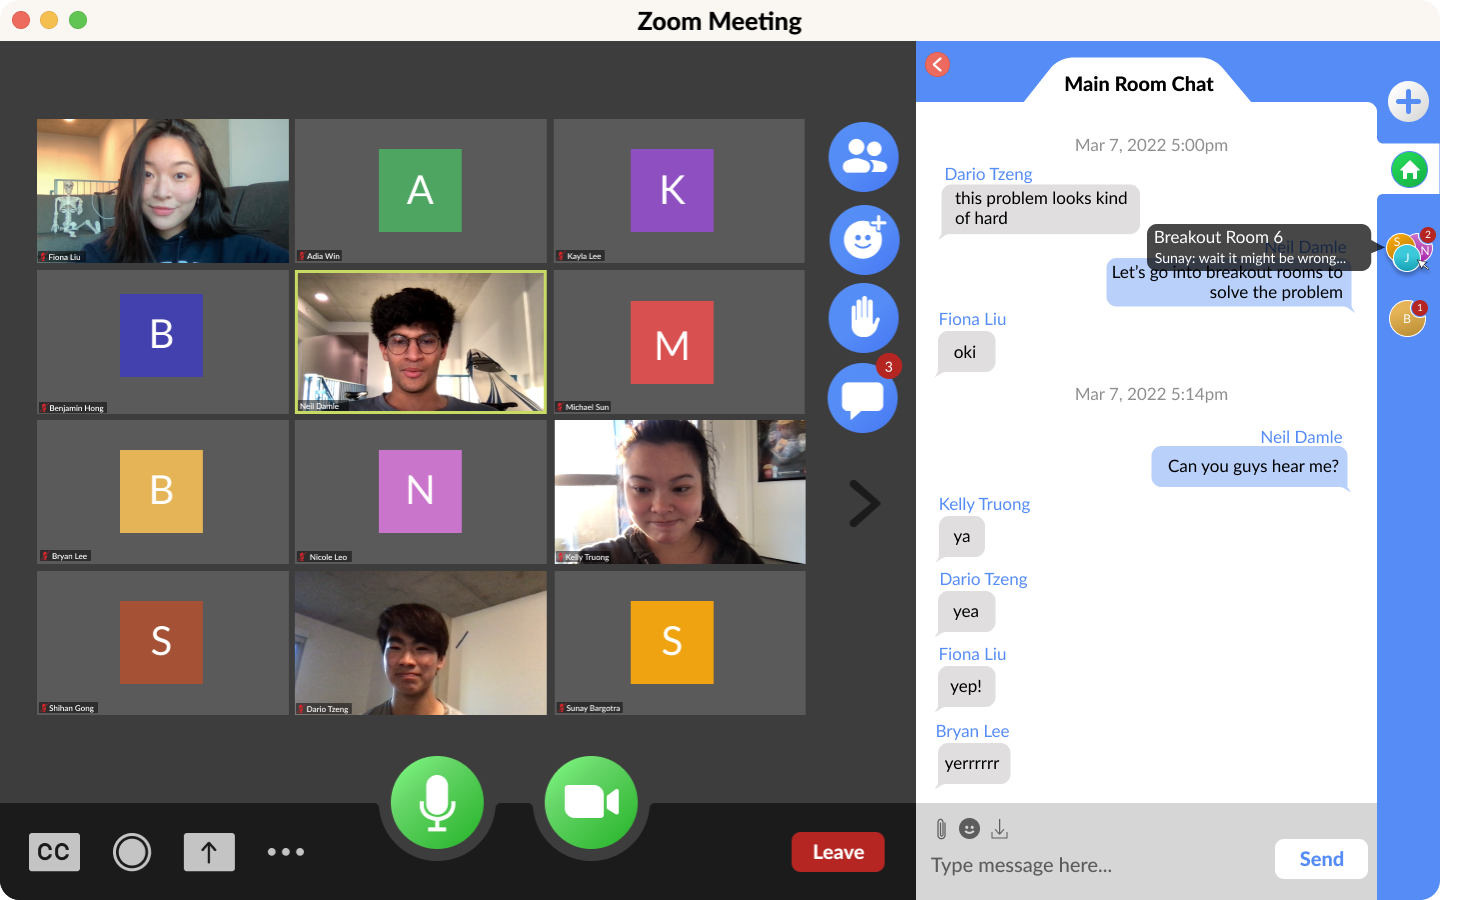 Zoom Meeting
Fiona Liu
A
Adia Win
K
Kayla Lee
B
Benjamin Hong
Neil Damle
M
Michael Sun
B
Bryan Lee
N
Nicole Leo
Kelly Truong
S
Shihan Gong
Dario Tzeng
S
Sunay Bargotra
3
CC
Leave
Main Room Chat
Mar 7, 2022 5:00pm
Dario Tzeng
this problem looks kind
of hard
Neil Damle
Let's go into breakout rooms to
solve the problem
Breakout Room 6
Sunay: wait it might be wrong...
S
N
J
2
B
1
Fiona Liu
oki
Mar 7, 2022 5:14pm
Neil Damle
Can you guys hear me?
Kelly Truong
ya
Dario Tzeng
yea
Fiona Liu
yep!
Bryan Lee
yerrrrrr
Type message here...
Send